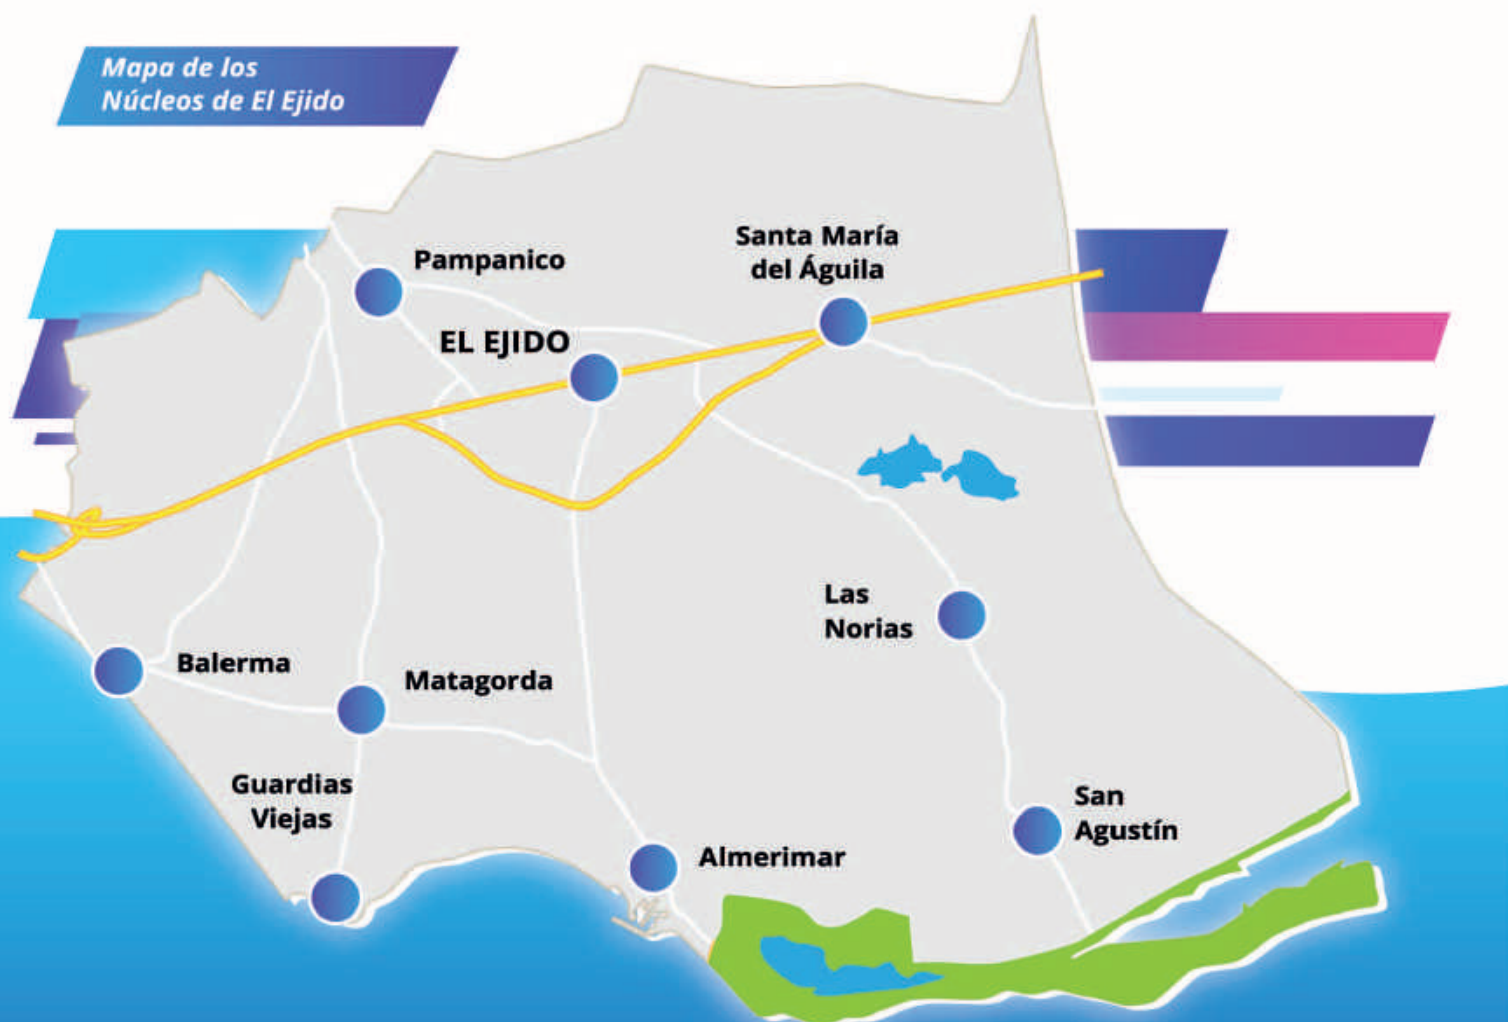 Mapa de los
Núcleos de El Ejido
Santa María
del Águila
Pampanico
EL EJIDO
Las
Norias
Balerma
Matagorda
Guardias
Viejas
San
Agustín
Almerimar